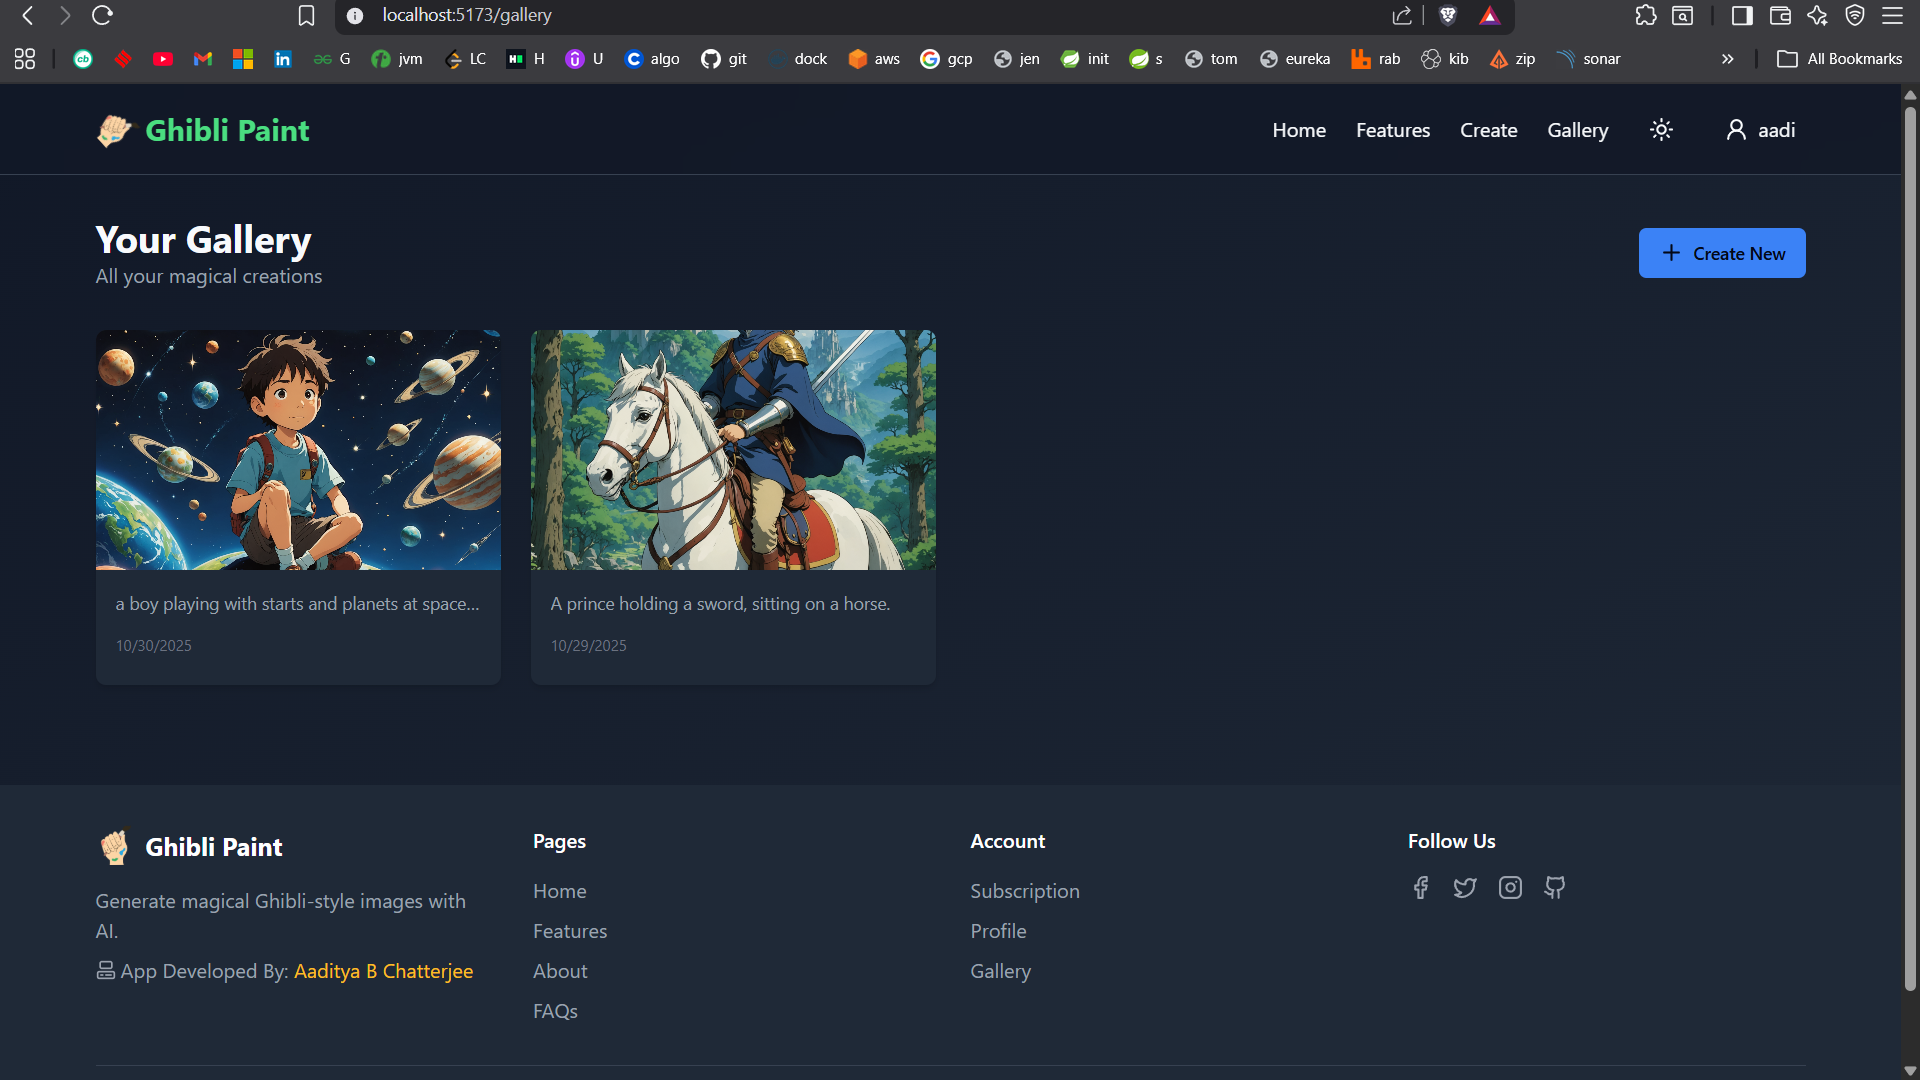 localhost:5173/gallery
G jvm LC H U algo git dock aws gcp jen init s tom eureka rab kib zip sonar » All Bookmarks
Ghibli Paint
Home Features Create Gallery aadi
Your Gallery
All your magical creations
+ Create New
a boy playing with starts and planets at space...
10/30/2025
A prince holding a sword, sitting on a horse.
10/29/2025
Ghibli Paint
Generate magical Ghibli-style images with
AI.
App Developed By: Aaditya B Chatterjee
Pages
Home
Features
About
FAQs
Account
Subscription
Profile
Gallery
Follow Us